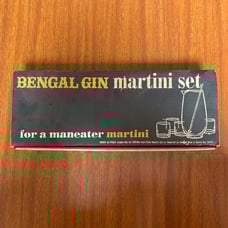 BENGAL GIN martini set
for a maneater martini